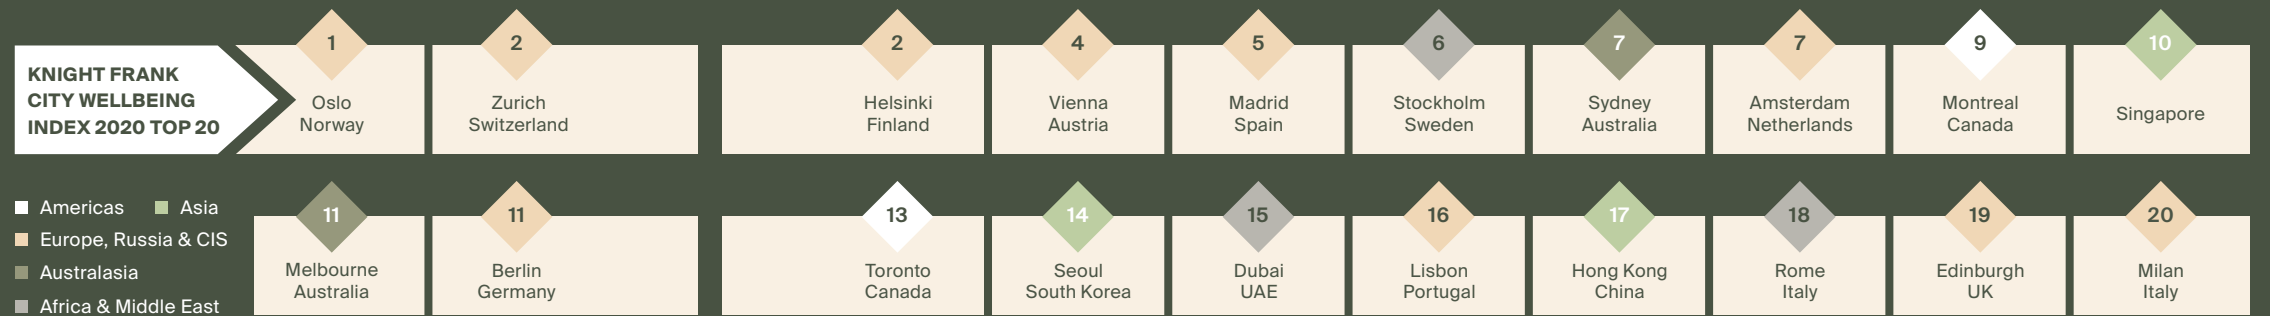 KNIGHT FRANK
CITY WELLBEING
INDEX 2020 TOP 20
1
Oslo
Norway
2
Zurich
Switzerland
2
Helsinki
Finland
4
Vienna
Austria
5
Madrid
Spain
6
Stockholm
Sweden
7
Sydney
Australia
7
Amsterdam
Netherlands
9
Montreal
Canada
10
Singapore
Americas
Asia
Europe, Russia & CIS
Australasia
Africa & Middle East
11
Melbourne
Australia
11
Berlin
Germany
13
Toronto
Canada
14
Seoul
South Korea
15
Dubai
UAE
16
Lisbon
Portugal
17
Hong Kong
China
18
Rome
Italy
19
Edinburgh
UK
20
Milan
Italy